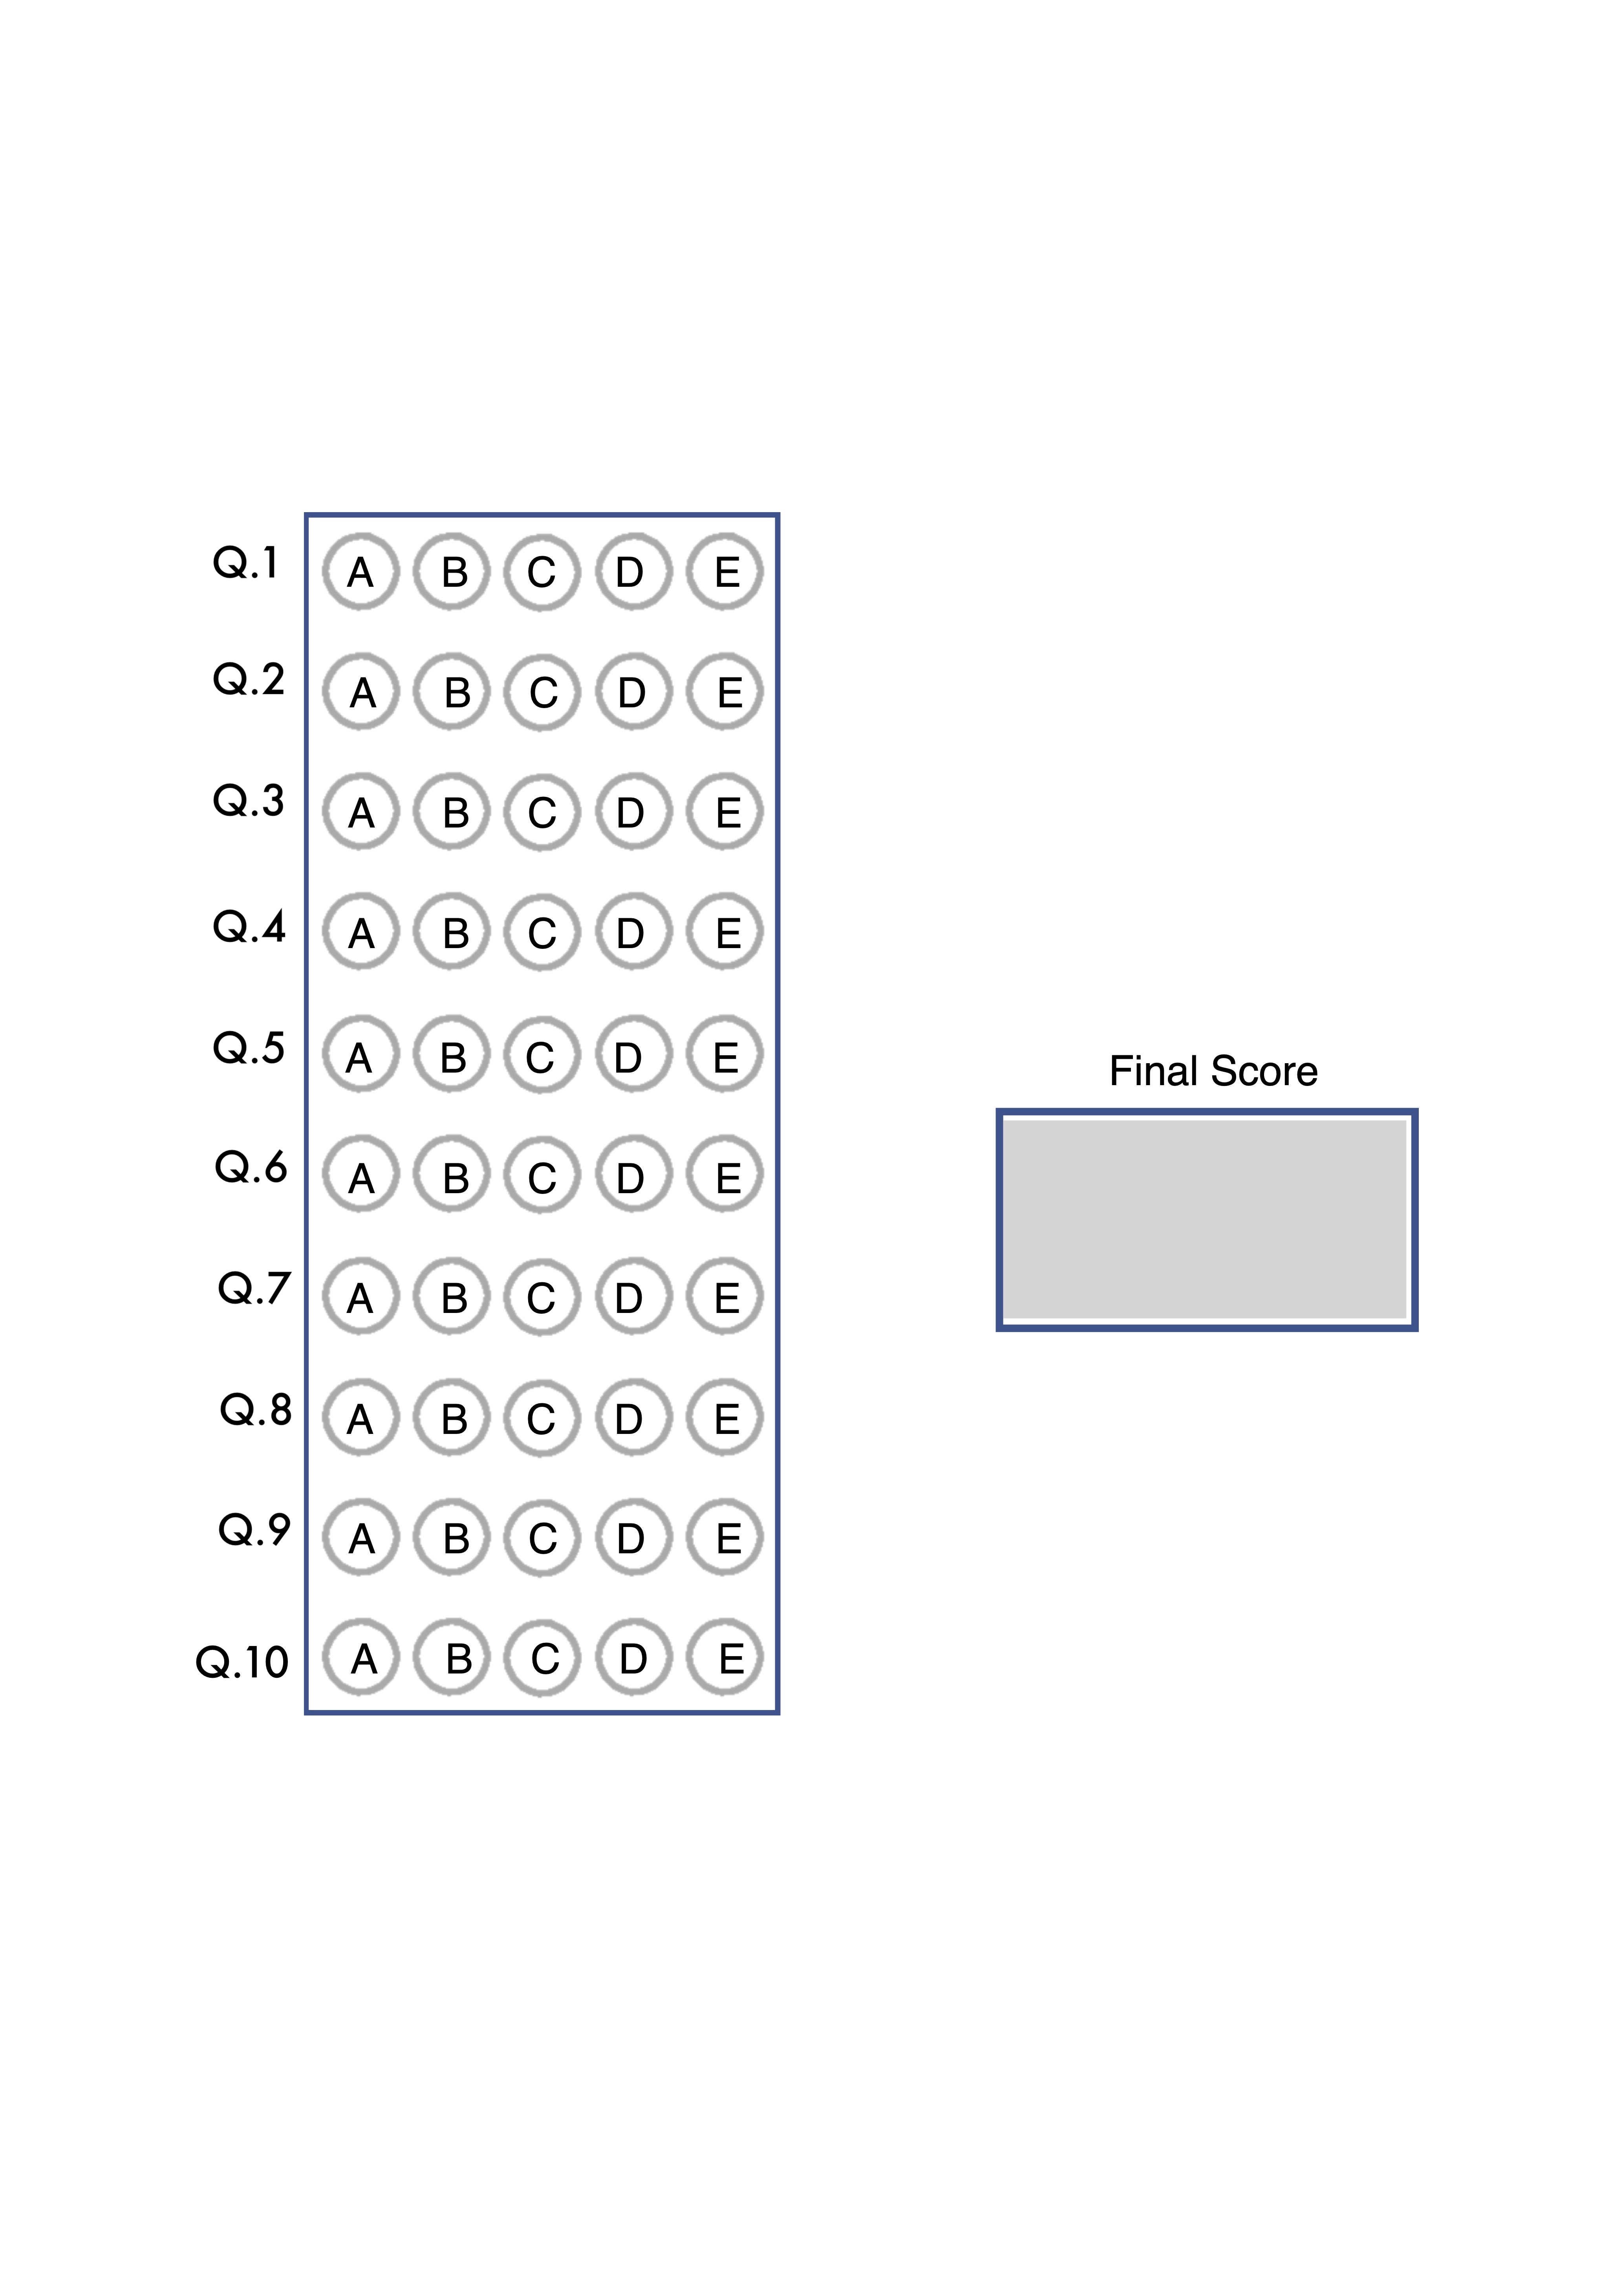 Q.1 A B C D E
Q.2 A B C D E
Q.3 A B C D E
Q.4 A B C D E
Q.5 A B C D E
Q.6 A B C D E
Q.7 A B C D E
Q.8 A B C D E
Q.9 A B C D E
Q.10 A B C D E
Final Score